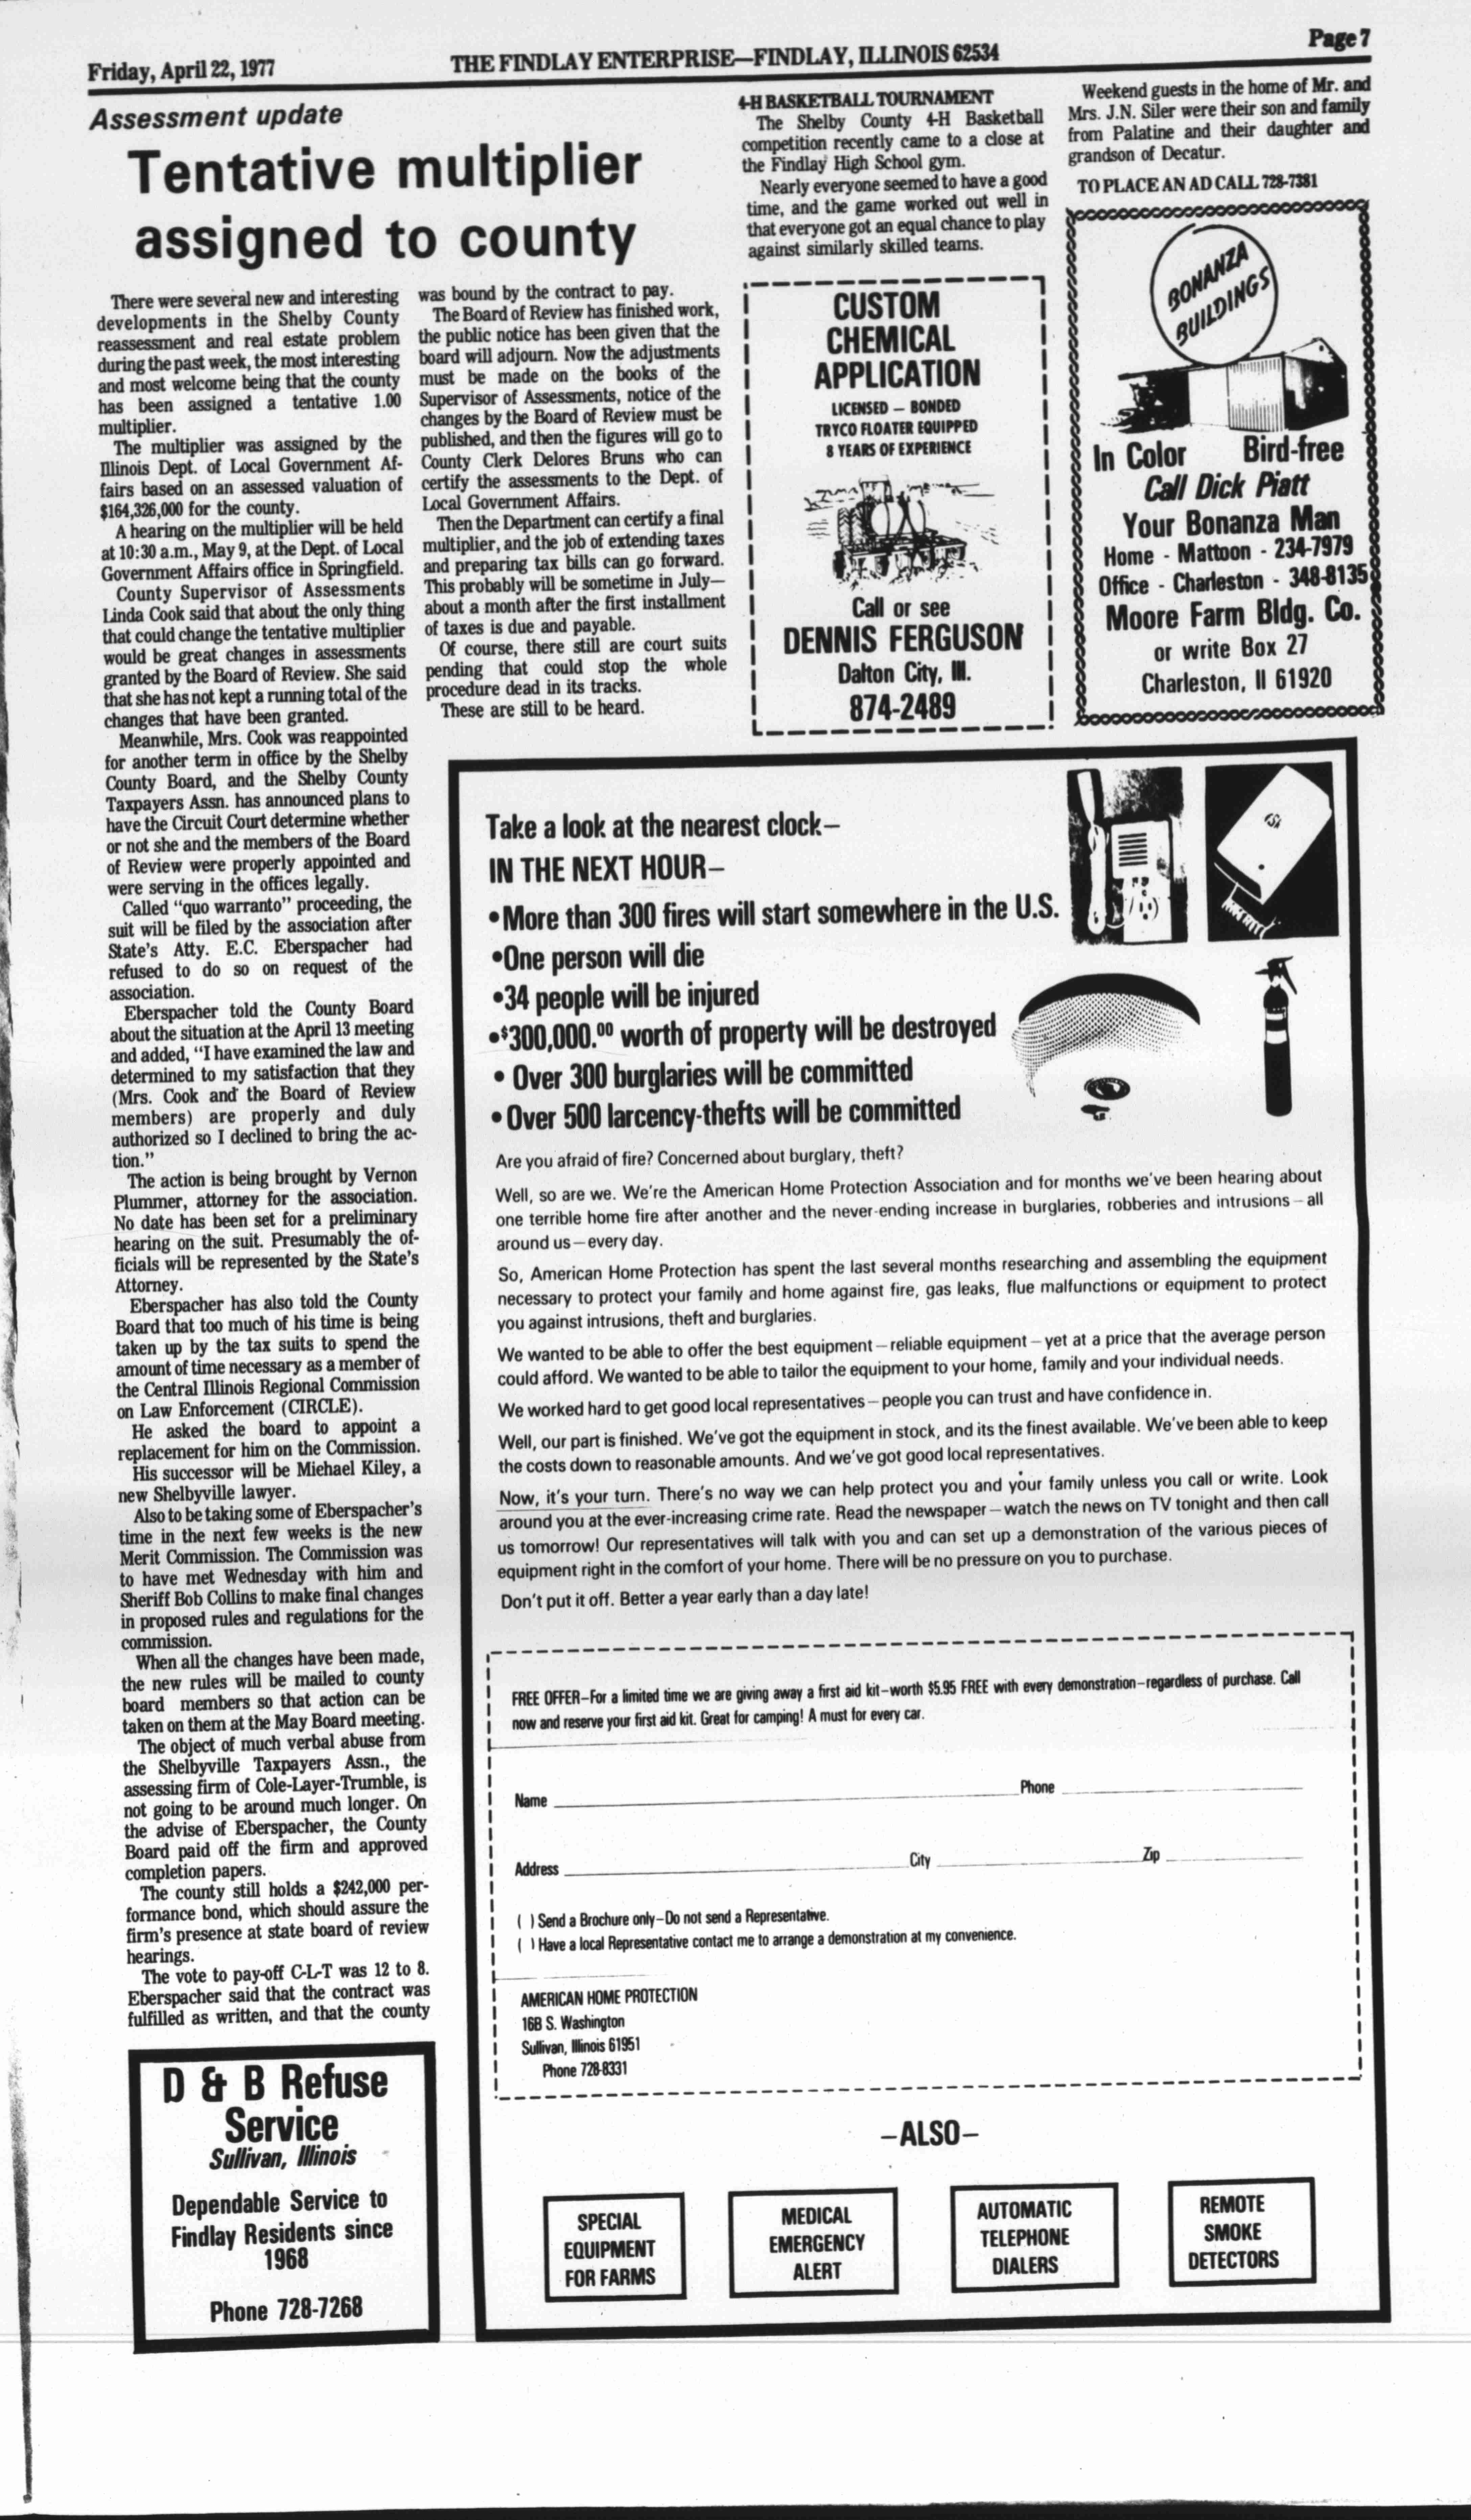 Friday, April 22, 1977
THE FINDLAY ENTERPRISE—FINDLAY, ILLINOIS 62534
Page 7
Assessment update
Tentative multiplier
assigned to county
There were several new and interesting
developments in the Shelby County
reassessment and real estate problem
during the past week, the most interesting
and most welcome being that the county
has been assigned a tentative 1.00
multiplier.
The multiplier was assigned by the
Illinois Dept. of Local Government Af-
fairs based on an assessed valuation of
$164,326,000 for the county.
A hearing on the multiplier will be held
at 10:30 a.m., May 9, at the Dept. of Local
Government Affairs office in Springfield.
County Supervisor of Assessments
Linda Cook said that about the only thing
that could change the tentative multiplier
would be great changes in assessments
granted by the Board of Review. She said
that she has not kept a running total of the
changes that have been granted.
Meanwhile, Mrs. Cook was reappointed
for another term in office by the Shelby
County Board, and the Shelby County
Taxpayers Assn. has announced plans to
have the Circuit Court determine whether
or not she and the members of the Board
of Review were properly appointed and
were serving in the offices legally.
Called "quo warranto" proceeding, the
suit will be filed by the association after
State's Atty. E.C. Eberspacher had
refused to do so on request of the
association.
Eberspacher told the County Board
about the situation at the April 13 meeting
and added, "I have examined the law and
determined to my satisfaction that they
(Mrs. Cook and the Board of Review
members) are properly and duly
authorized so I declined to bring the ac-
tion."
The action is being brought by Vernon
Plummer, attorney for the association.
No date has been set for a preliminary
hearing on the suit. Presumably the of-
ficials will be represented by the State's
Attorney.
Eberspacher has also told the County
Board that too much of his time is being
taken up by the tax suits to spend the
amount of time necessary as a member of
the Central Illinois Regional Commission
on Law Enforcement (CIRCLE).
He asked the board to appoint a
replacement for him on the Commission.
His successor will be Miehael Kiley, a
new Shelbyville lawyer.
Also to be taking some of Eberspacher's
time in the next few weeks is the new
Merit Commission. The Commission was
to have met Wednesday with him and
Sheriff Bob Collins to make final changes
in proposed rules and regulations for the
commission.
When all the changes have been made,
the new rules will be mailed to county
board members so that action can be
taken on them at the May Board meeting.
The object of much verbal abuse from
the Shelbyville Taxpayers Assn., the
assessing firm of Cole-Layer-Trumble, is
not going to be around much longer. On
the advise of Eberspacher, the County
Board paid off the firm and approved
completion papers.
The county still holds a $242,000 per-
formance bond, which should assure the
firm's presence at state board of review
hearings.
The vote to pay-off C-L-T was 12 to 8.
Eberspacher said that the contract was
fulfilled as written, and that the county
was bound by the contract to pay.
The Board of Review has finished work,
the public notice has been given that the
board will adjourn. Now the adjustments
must be made on the books of the
Supervisor of Assessments, notice of the
changes by the Board of Review must be
published, and then the figures will go to
County Clerk Delores Bruns who can
certify the assessments to the Dept. of
Local Government Affairs.
Then the Department can certify a final
multiplier, and the job of extending taxes
and preparing tax bills can go forward.
This probably will be sometime in July—
about a month after the first installment
of taxes is due and payable.
Of course, there still are court suits
pending that could stop the whole
procedure dead in its tracks.
These are still to be heard.
4-H BASKETBALL TOURNAMENT
The Shelby County 4-H Basketball
competition recently came to a close at
the Findlay High School gym.
Nearly everyone seemed to have a good
time, and the game worked out well in
that everyone got an equal chance to play
against similarly skilled teams.
Weekend guests in the home of Mr. and
Mrs. J.N. Siler were their son and family
from Palatine and their daughter and
grandson of Decatur.
TO PLACE AN AD CALL 728-7381
CUSTOM
CHEMICAL
APPLICATION
LICENSED — BONDED
TRYCO FLOATER EQUIPPED
8 YEARS OF EXPERIENCE
Call or see
DENNIS FERGUSON
Dalton City, Ill.
874-2489
BONANZA
BUILDINGS
In Color Bird-free
Call Dick Piatt
Your Bonanza Man
Home - Mattoon - 234-7979
Office - Charleston - 348-8135
Moore Farm Bldg. Co.
or write Box 27
Charleston, Il 61920
Take a look at the nearest clock—
IN THE NEXT HOUR—
•More than 300 fires will start somewhere in the U.S.
•One person will die
•34 people will be injured
•$300,000.00 worth of property will be destroyed
• Over 300 burglaries will be committed
• Over 500 larcency-thefts will be committed
Are you afraid of fire? Concerned about burglary, theft?
Well, so are we. We're the American Home Protection Association and for months we've been hearing about
one terrible home fire after another and the never-ending increase in burglaries, robberies and intrusions—all
around us—every day.
So, American Home Protection has spent the last several months researching and assembling the equipment
necessary to protect your family and home against fire, gas leaks, flue malfunctions or equipment to protect
you against intrusions, theft and burglaries.
We wanted to be able to offer the best equipment—reliable equipment—yet at a price that the average person
could afford. We wanted to be able to tailor the equipment to your home, family and your individual needs.
We worked hard to get good local representatives—people you can trust and have confidence in.
Well, our part is finished. We've got the equipment in stock, and its the finest available. We've been able to keep
the costs down to reasonable amounts. And we've got good local representatives.
Now, it's your turn. There's no way we can help protect you and your family unless you call or write. Look
around you at the ever-increasing crime rate. Read the newspaper—watch the news on TV tonight and then call
us tomorrow! Our representatives will talk with you and can set up a demonstration of the various pieces of
equipment right in the comfort of your home. There will be no pressure on you to purchase.
Don't put it off. Better a year early than a day late!
FREE OFFER—For a limited time we are giving away a first aid kit—worth $5.95 FREE with every demonstration—regardless of purchase. Call
now and reserve your first aid kit. Great for camping! A must for every car.
Name Phone
Address City Zip
( ) Send a Brochure only—Do not send a Representative.
( ) Have a local Representative contact me to arrange a demonstration at my convenience.
AMERICAN HOME PROTECTION
16B S. Washington
Sullivan, Illinois 61951
Phone 728-8331
—ALSO—
SPECIAL
EQUIPMENT
FOR FARMS
MEDICAL
EMERGENCY
ALERT
AUTOMATIC
TELEPHONE
DIALERS
REMOTE
SMOKE
DETECTORS
D & B Refuse
Service
Sullivan, Illinois
Dependable Service to
Findlay Residents since
1968
Phone 728-7268